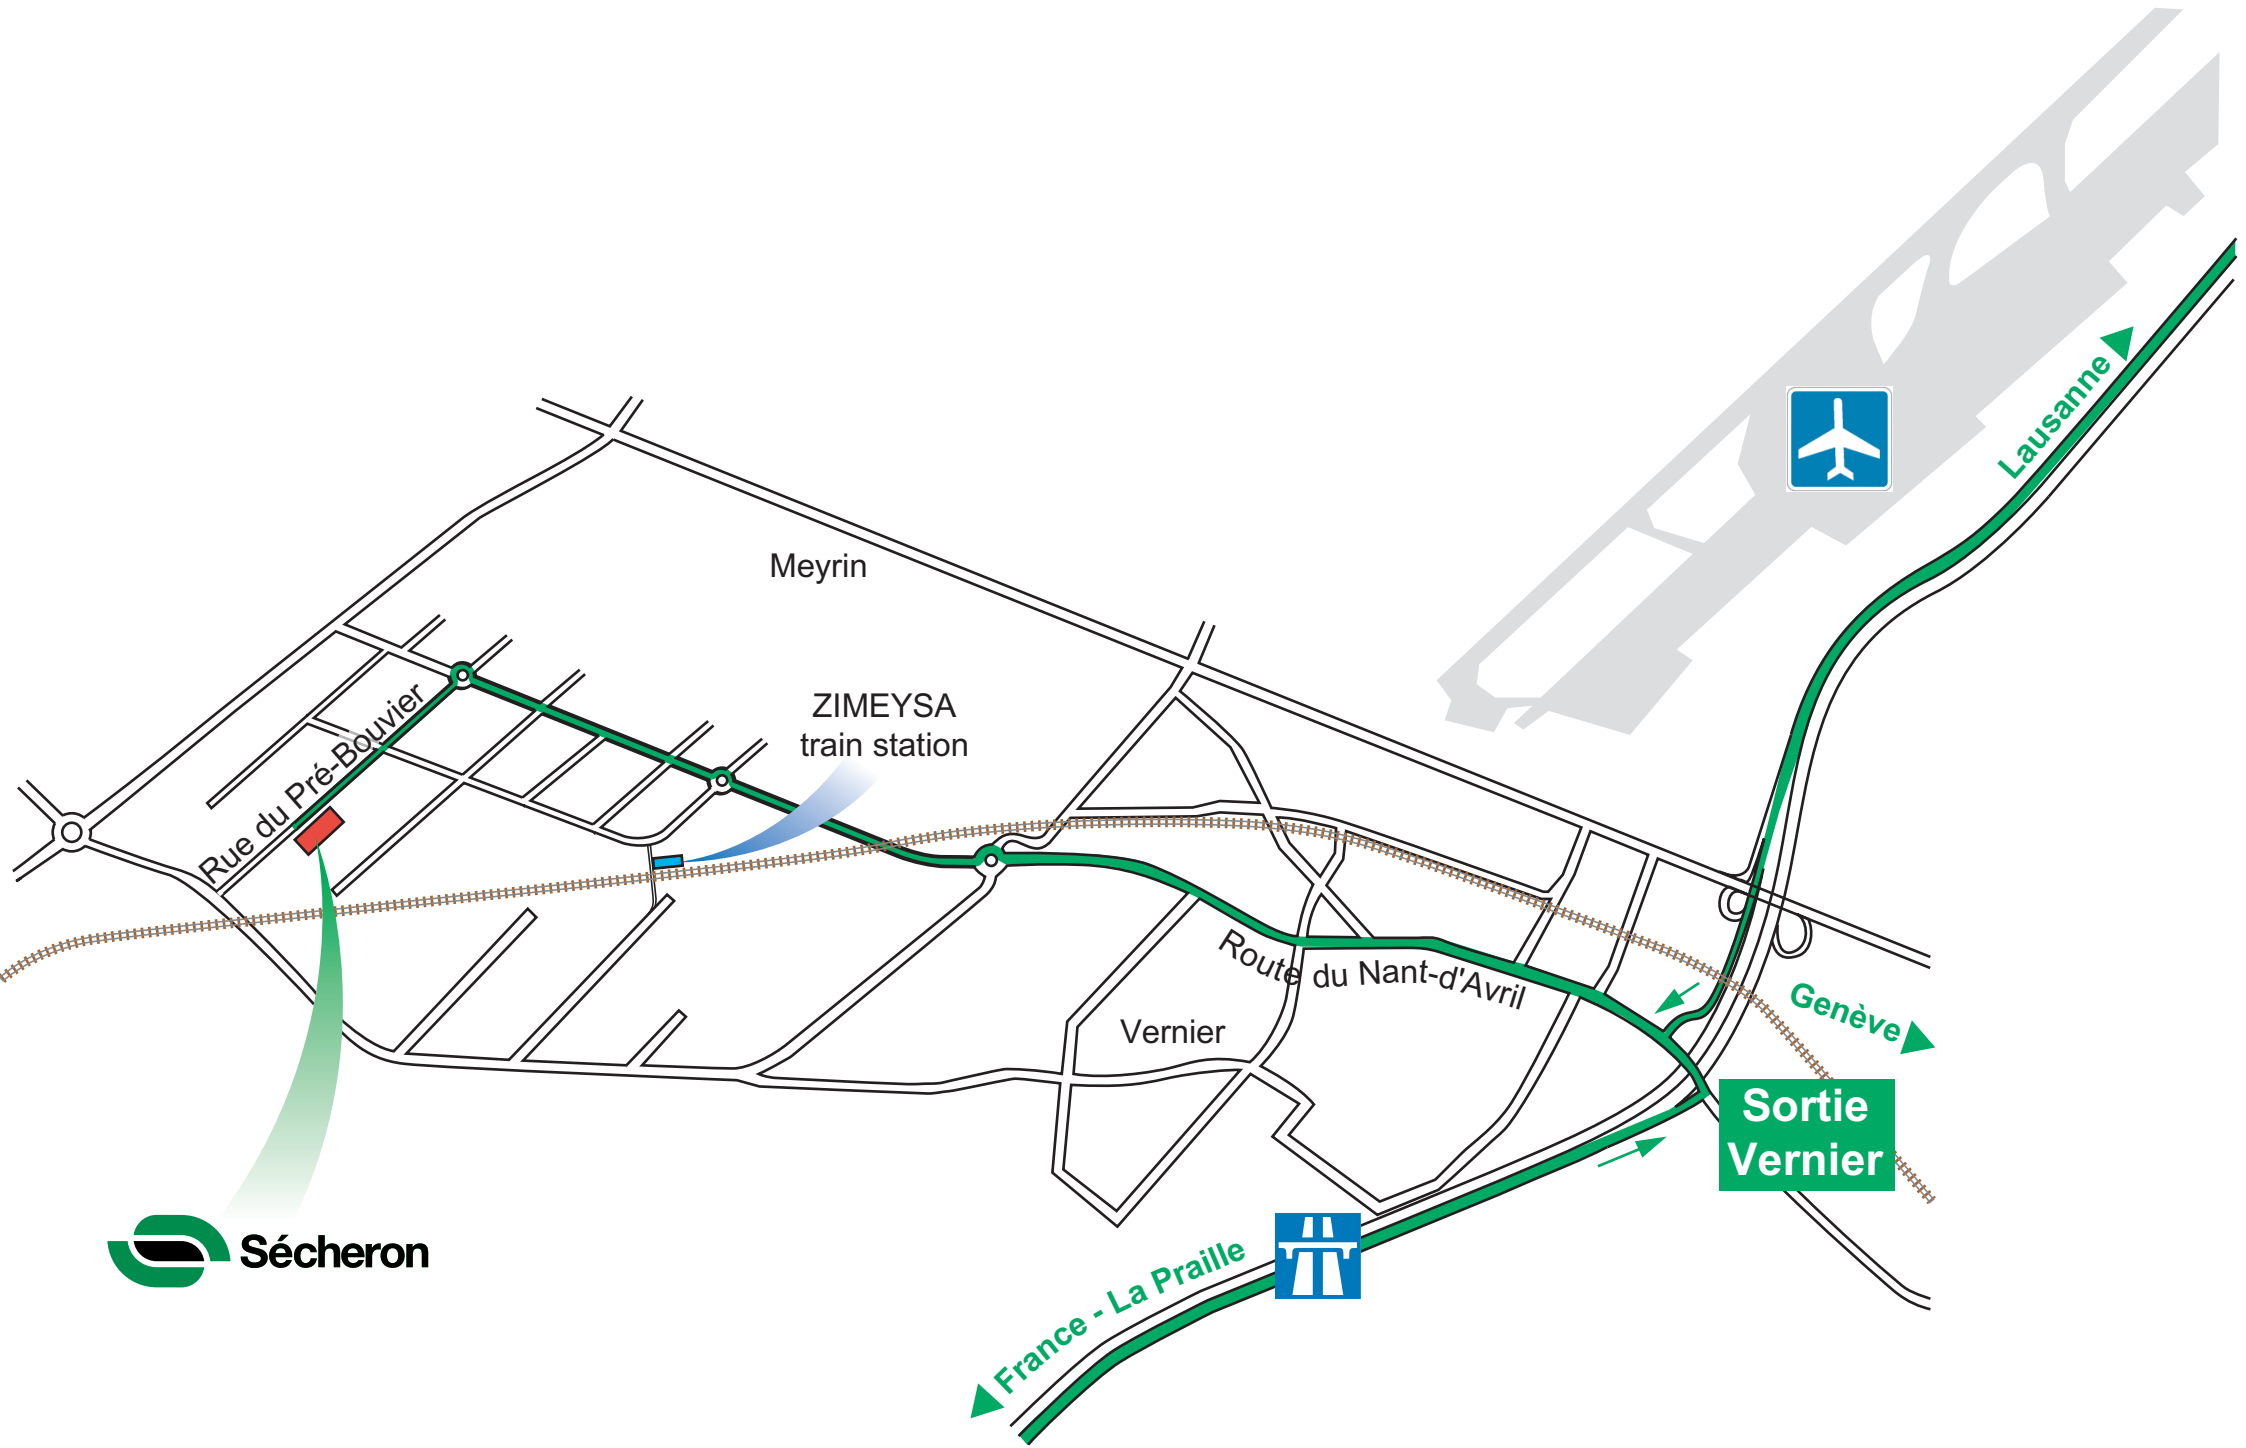 Lausanne
Meyrin
ZIMEYSA
train station
Rue du Pré-Bouvier
Route du Nant-d'Avril
Vernier
Genève
Sortie
Vernier
Sécheron
France - La Praille